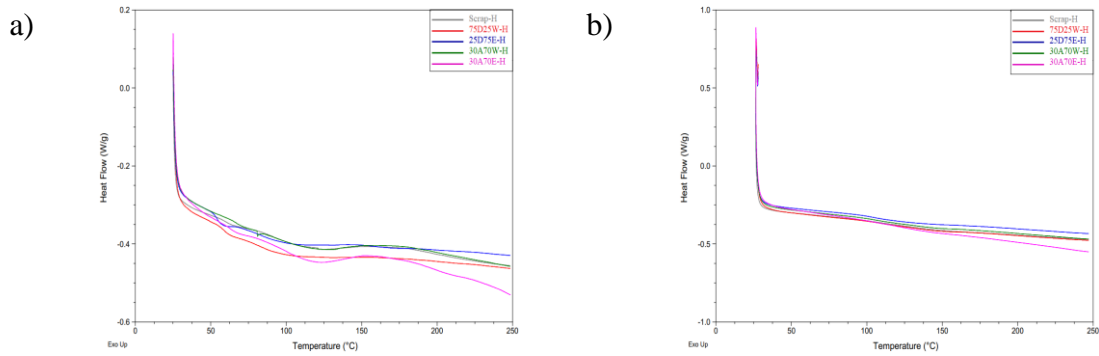 a)
0.2
0.0
-0.2
-0.4
-0.6
Heat Flow (W/g)
Scrap-H
75D25W-H
25D75E-H
30A70W-H
30A70E-H
0
50
100
150
200
250
Exo Up
Temperature (°C)
b)
1.0
0.5
0.0
-0.5
-1.0
Heat Flow (W/g)
Scrap-H
75D25W-H
25D75E-H
30A70W-H
30A70E-H
0
50
100
150
200
250
Exo Up
Temperature (°C)